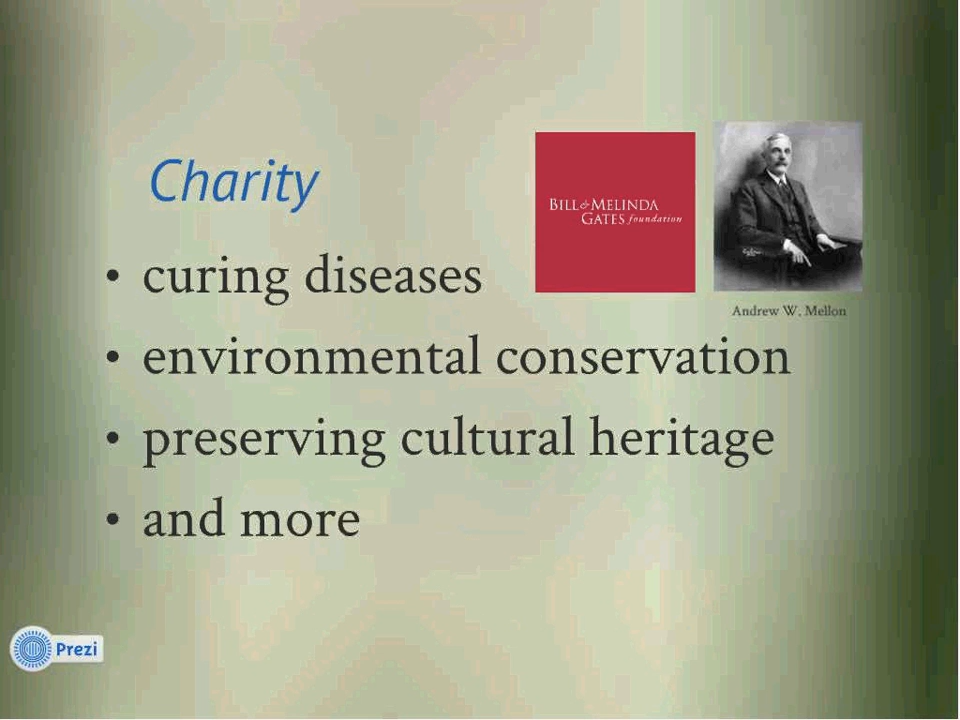 Charity
BILL & MELINDA
GATES foundation
Andrew W. Mellon
• curing diseases
• environmental conservation
• preserving cultural heritage
• and more
Prezi